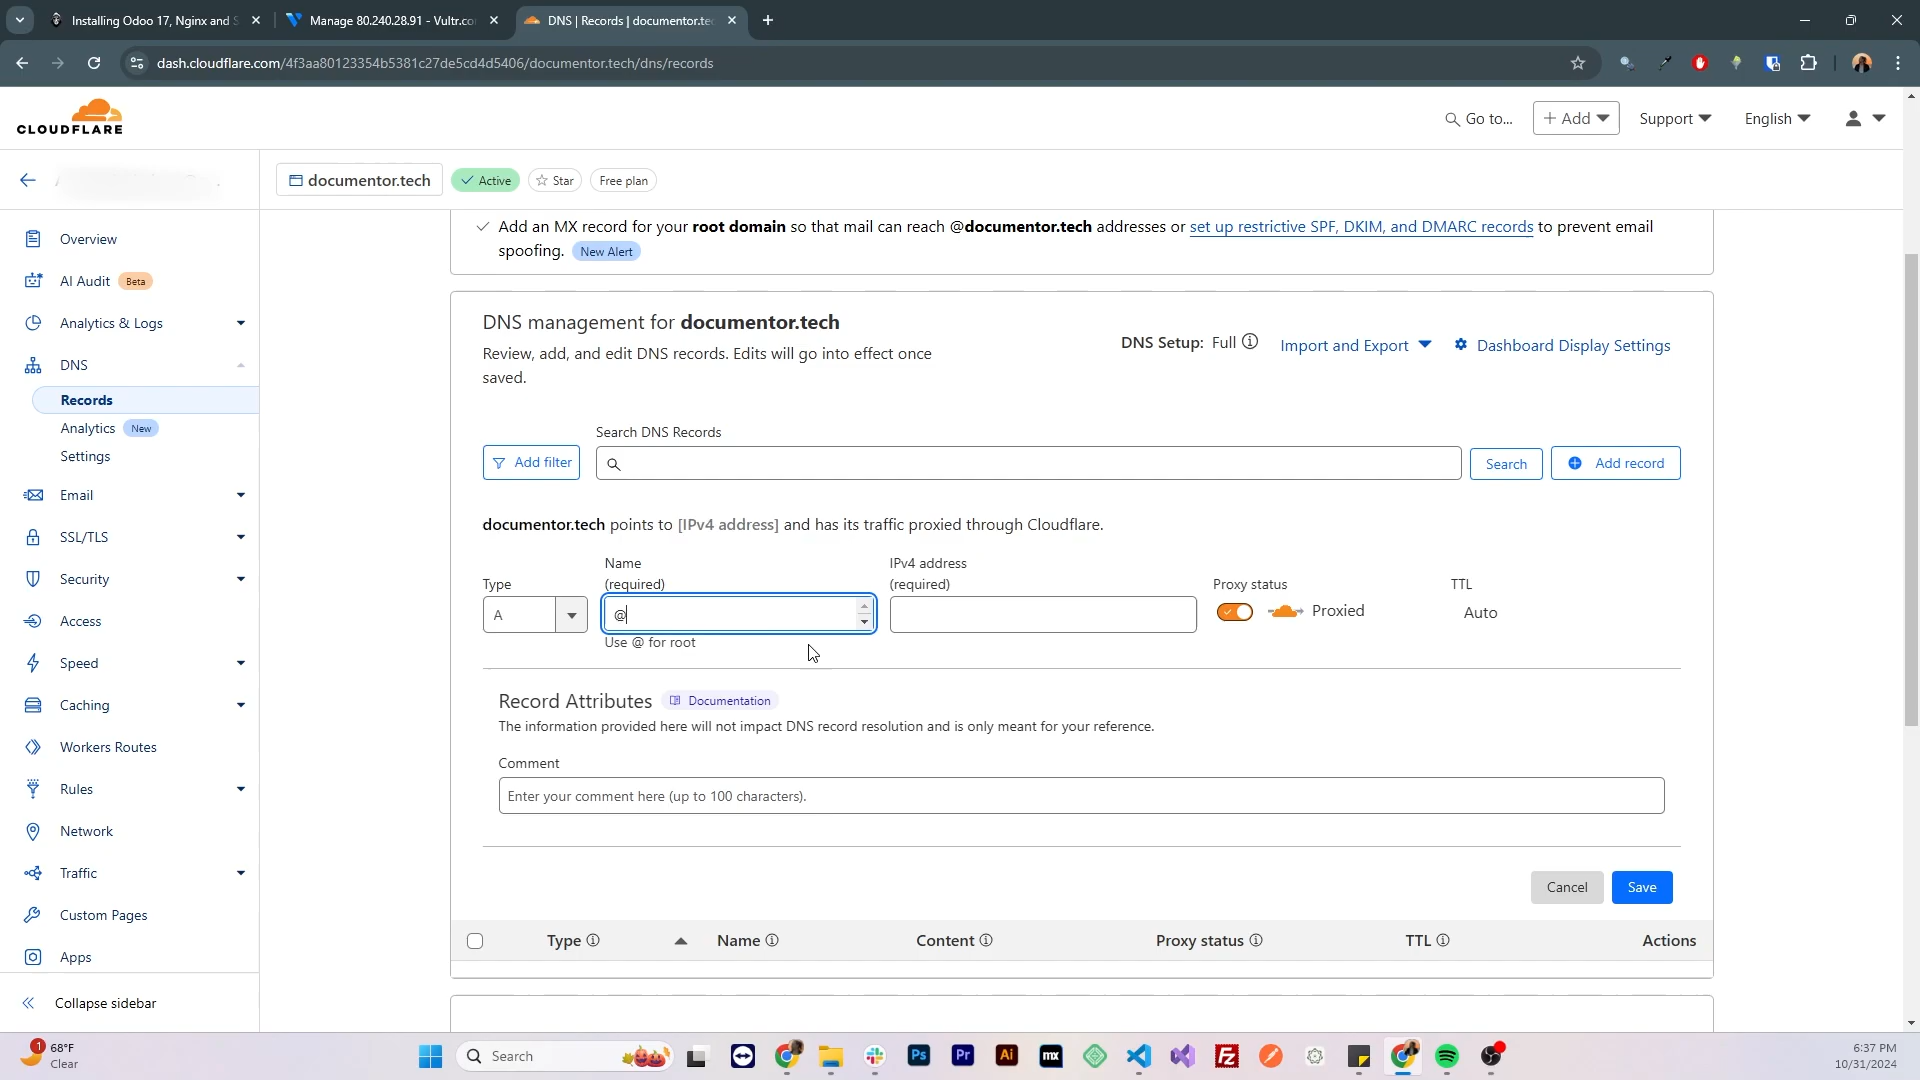 Installing Odoo 17, Nginx and S
Manage 80.240.28.91 - Vultr.co
DNS | Records | documentor.te
dash.cloudflare.com/4f3aa80123354b5381c27de5cd4d5406/documentor.tech/dns/records
CLOUDFLARE
Go to...
Add
Support
English
documentor.tech
Active
Star
Free plan
Overview
AI Audit Beta
Analytics & Logs
DNS
Records
Analytics New
Settings
Email
SSL/TLS
Security
Access
Speed
Caching
Workers Routes
Rules
Network
Traffic
Custom Pages
Apps
Collapse sidebar
Add an MX record for your root domain so that mail can reach @documentor.tech addresses or set up restrictive SPF, DKIM, and DMARC records to prevent email
spoofing. New Alert
DNS management for documentor.tech
Review, add, and edit DNS records. Edits will go into effect once
saved.
DNS Setup: Full
Import and Export
Dashboard Display Settings
Search DNS Records
Add filter
Search
Add record
documentor.tech points to [IPv4 address] and has its traffic proxied through Cloudflare.
Type
Name
(required)
IPv4 address
(required)
Proxy status
TTL
A
@
Proxied
Auto
Use @ for root
Record Attributes Documentation
The information provided here will not impact DNS record resolution and is only meant for your reference.
Comment
Enter your comment here (up to 100 characters).
Cancel
Save
Type
Name
Content
Proxy status
TTL
Actions
1
68°F
Clear
Search
Ps
Pr
Ai
mx
FZ
6:37 PM
10/31/2024